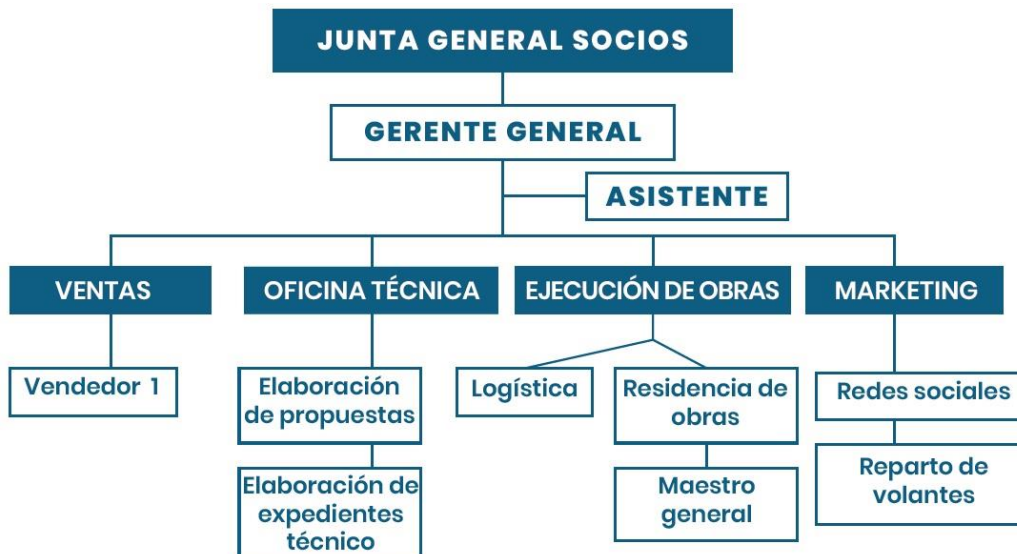 JUNTA GENERAL SOCIOS
GERENTE GENERAL
ASISTENTE
VENTAS
OFICINA TÉCNICA
EJECUCIÓN DE OBRAS
MARKETING
Vendedor 1
Elaboración
de propuestas
Elaboración de
expedientes
técnico
Logística
Residencia de
obras
Maestro
general
Redes sociales
Reparto de
volantes